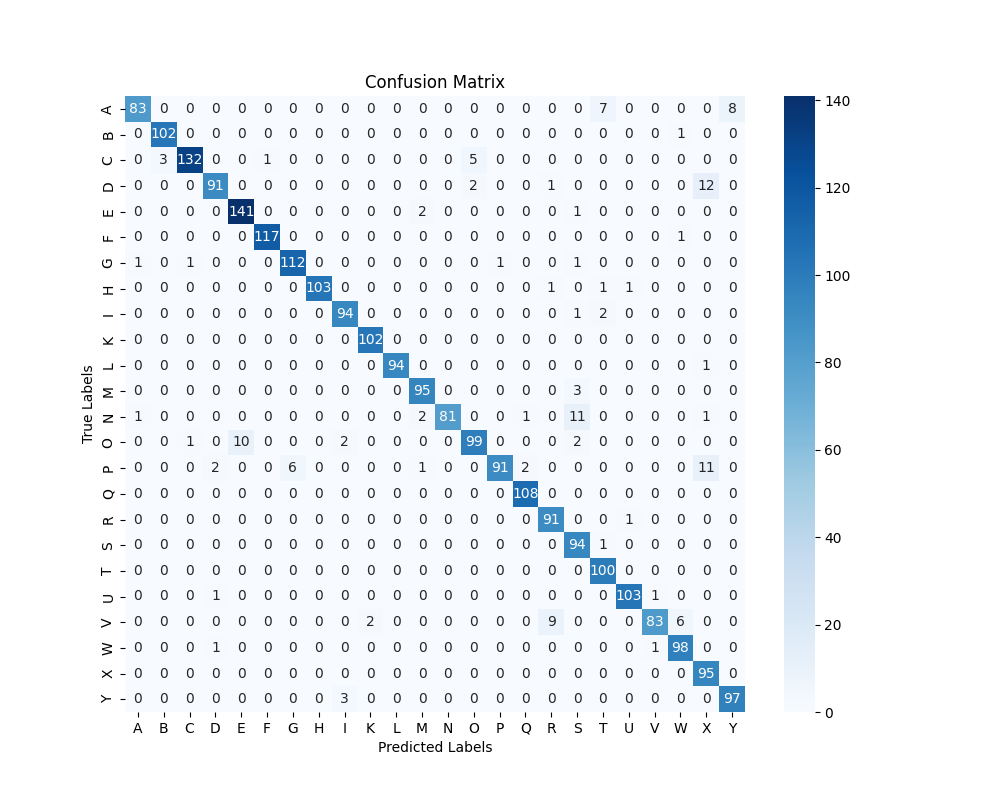 Confusion Matrix
A 83 0 0 0 0 0 0 0 0 0 0 0 0 0 0 0 0 0 7 0 0 0 0 8
B 0 102 0 0 0 0 0 0 0 0 0 0 0 0 0 0 0 0 0 0 0 1 0 0
C 0 3 132 0 0 1 0 0 0 0 0 0 0 5 0 0 0 0 0 0 0 0 0 0
D 0 0 0 91 0 0 0 0 0 0 0 0 0 2 0 0 1 0 0 0 0 0 12 0
E 0 0 0 0 141 0 0 0 0 0 0 2 0 0 0 0 0 1 0 0 0 0 0 0
F 0 0 0 0 0 117 0 0 0 0 0 0 0 0 0 0 0 0 0 0 0 1 0 0
G 1 0 1 0 0 0 112 0 0 0 0 0 0 0 1 0 0 1 0 0 0 0 0 0
H 0 0 0 0 0 0 0 103 0 0 0 0 0 0 0 0 1 0 1 1 0 0 0 0
I 0 0 0 0 0 0 0 0 94 0 0 0 0 0 0 0 0 1 2 0 0 0 0 0
K 0 0 0 0 0 0 0 0 0 102 0 0 0 0 0 0 0 0 0 0 0 0 0 0
L 0 0 0 0 0 0 0 0 0 0 94 0 0 0 0 0 0 0 0 0 0 0 1 0
M 0 0 0 0 0 0 0 0 0 0 0 95 0 0 0 0 0 3 0 0 0 0 0 0
N 1 0 0 0 0 0 0 0 0 0 0 2 81 0 0 1 0 11 0 0 0 0 1 0
O 0 0 1 0 10 0 0 0 2 0 0 0 0 99 0 0 0 2 0 0 0 0 0 0
P 0 0 0 2 0 0 6 0 0 0 0 1 0 0 91 2 0 0 0 0 0 0 11 0
Q 0 0 0 0 0 0 0 0 0 0 0 0 0 0 0 108 0 0 0 0 0 0 0 0
R 0 0 0 0 0 0 0 0 0 0 0 0 0 0 0 0 91 0 0 1 0 0 0 0
S 0 0 0 0 0 0 0 0 0 0 0 0 0 0 0 0 0 94 1 0 0 0 0 0
T 0 0 0 0 0 0 0 0 0 0 0 0 0 0 0 0 0 0 100 0 0 0 0 0
U 0 0 0 1 0 0 0 0 0 0 0 0 0 0 0 0 0 0 0 103 1 0 0 0
V 0 0 0 0 0 0 0 0 0 2 0 0 0 0 0 0 9 0 0 0 83 6 0 0
W 0 0 0 1 0 0 0 0 0 0 0 0 0 0 0 0 0 0 0 0 1 98 0 0
X 0 0 0 0 0 0 0 0 0 0 0 0 0 0 0 0 0 0 0 0 0 0 95 0
Y 0 0 0 0 0 0 0 0 3 0 0 0 0 0 0 0 0 0 0 0 0 0 0 97
A B C D E F G H I K L M N O P Q R S T U V W X Y
Predicted Labels
True Labels
140
120
100
80
60
40
20
0